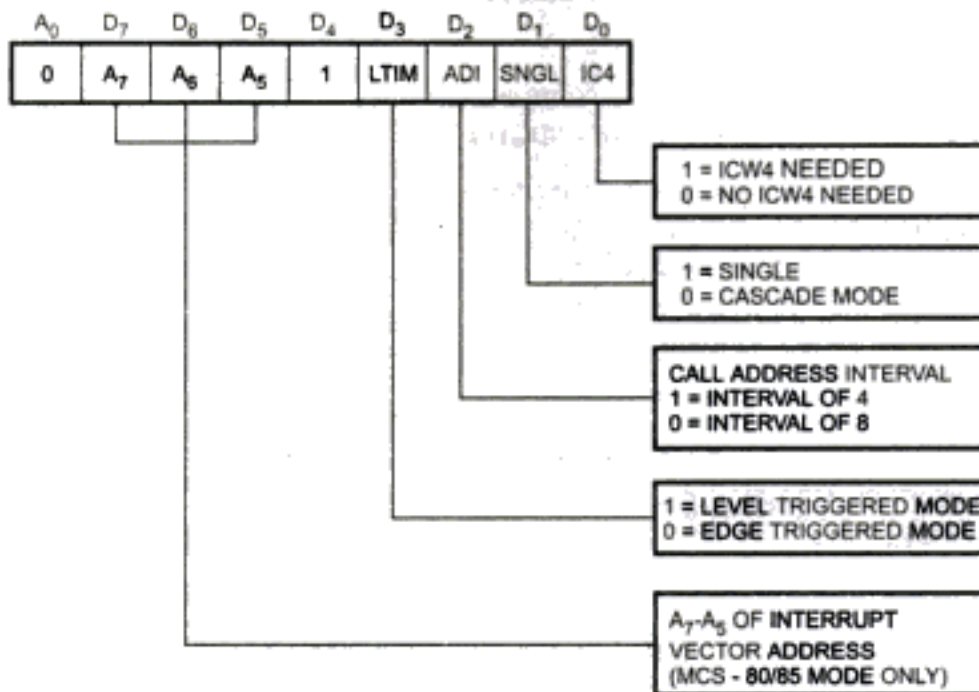 A₀ D₇ D₆ D₅ D₄ D₃ D₂ D₁ D₀
0 A₇ A₆ A₅ 1 LTIM ADI SNGL IC4
1 = ICW4 NEEDED
0 = NO ICW4 NEEDED
1 = SINGLE
0 = CASCADE MODE
CALL ADDRESS INTERVAL
1 = INTERVAL OF 4
0 = INTERVAL OF 8
1 = LEVEL TRIGGERED MODE
0 = EDGE TRIGGERED MODE
A₇-A₅ OF INTERRUPT
VECTOR ADDRESS
(MCS - 80/85 MODE ONLY)